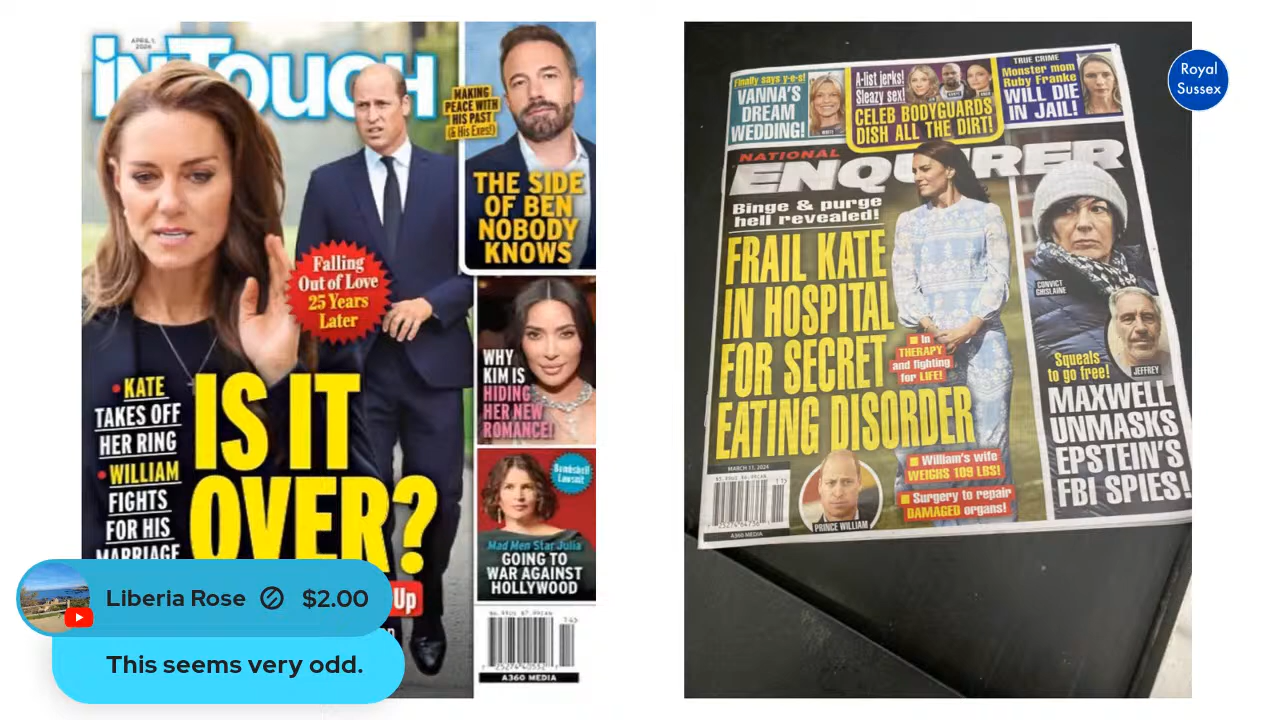 APRIL 1,
2024
iNTOUCH
MAKING
PEACE WITH
HIS PAST
(& His Exes!)
THE SIDE
OF BEN
NOBODY
KNOWS
Falling
Out of Love
25 Years
Later
• KATE
TAKES OFF
HER RING
• WILLIAM
FIGHTS
FOR HIS
MARRIAGE
IS IT
OVER?
Up
WHY
KIM IS
HIDING
HER NEW
ROMANCE!
Bombshell
Lawsuit
Mad Men Star Julia
GOING TO
WAR AGAINST
HOLLYWOOD
A360 MEDIA
Liberia Rose $2.00
This seems very odd.
Finally says y-e-s!
VANNA'S
DREAM
WEDDING!
WHITE
A-list jerks!
Sleazy sex!
CELEB BODYGUARDS
DISH ALL THE DIRT!
TRUE CRIME
Monster mom
Ruby Franke
WILL DIE
IN JAIL!
NATIONAL
ENQUIRER
Binge & purge
hell revealed!
FRAIL KATE
IN HOSPITAL
FOR SECRET
EATING DISORDER
In
THERAPY
and fighting
for LIFE!
William's wife
WEIGHS 109 LBS!
Surgery to repair
DAMAGED organs!
PRINCE WILLIAM
MARCH 11, 2024
A360 MEDIA
CONVICT
GHISLAINE
JEFFREY
Squeals
to go free!
MAXWELL
UNMASKS
EPSTEIN'S
FBI SPIES!
Royal
Sussex